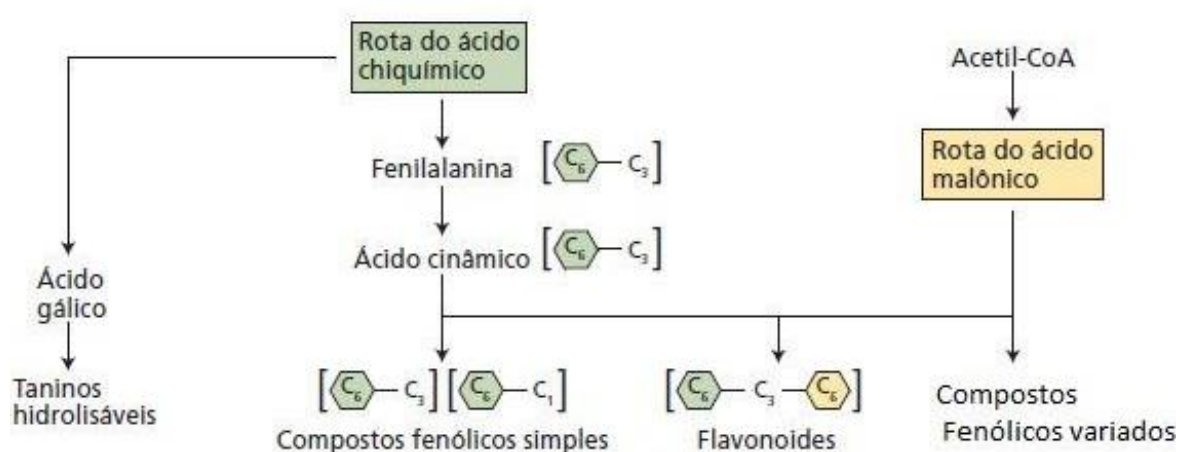 Rota do ácido
chiquímico
Acetil-CoA
Rota do ácido
malônico
Fenilalanina
[C₆ — C₃]
Ácido cinâmico
[C₆ — C₃]
Ácido
gálico
Taninos
hidrolisáveis
[C₆ — C₃] [C₆ — C₁]
Compostos fenólicos simples
[C₆ — C₃ — C₆]
Flavonoides
Compostos
Fenólicos variados